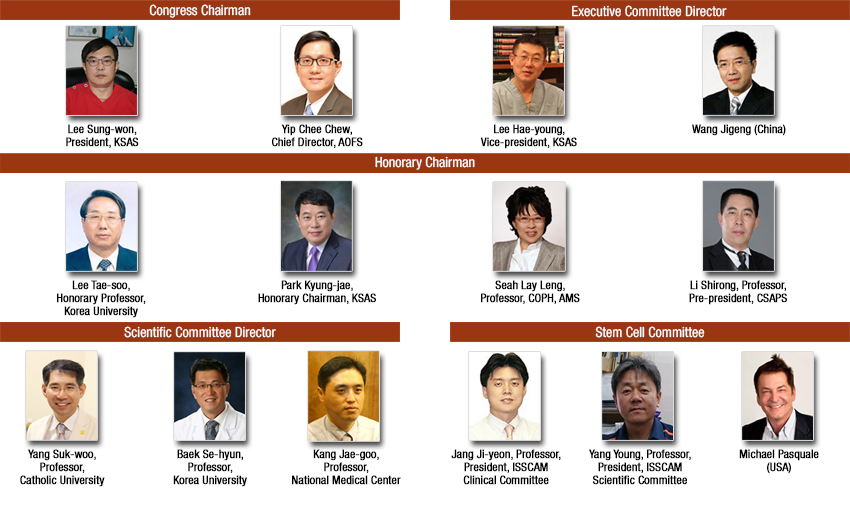 Congress Chairman
Executive Committee Director
Lee Sung-won,
President, KSAS
Yip Chee Chew,
Chief Director, AOFS
Lee Hae-young,
Vice-president, KSAS
Wang Jigeng (China)
Honorary Chairman
Lee Tae-soo,
Honorary Professor,
Korea University
Park Kyung-jae,
Honorary Chairman, KSAS
Seah Lay Leng,
Professor, COPH, AMS
Li Shirong, Professor,
Pre-president, CSAPS
Scientific Committee Director
Stem Cell Committee
Yang Suk-woo,
Professor,
Catholic University
Baek Se-hyun,
Professor,
Korea University
Kang Jae-goo,
Professor,
National Medical Center
Jang Ji-yeon, Professor,
President, ISSCAM
Clinical Committee
Yang Young, Professor,
President, ISSCAM
Scientific Committee
Michael Pasquale
(USA)